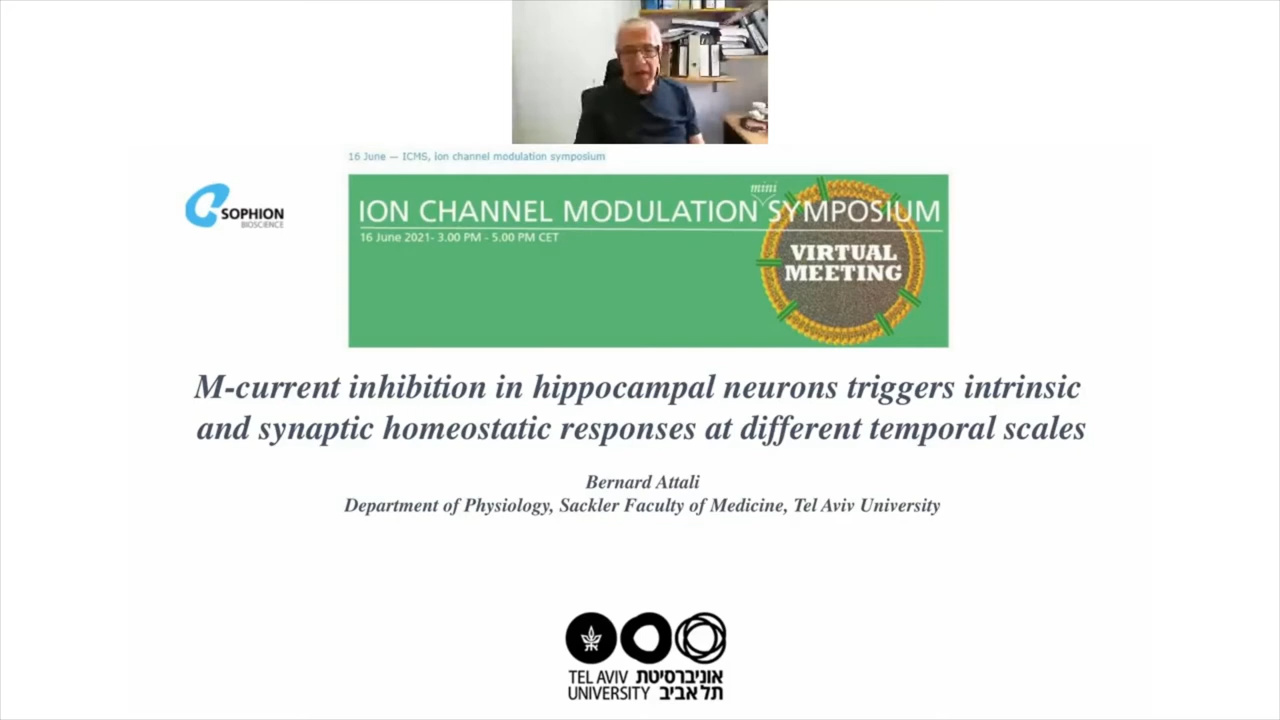 16 June — ICMS, ion channel modulation symposium
SOPHION
BIOSCIENCE
mini
ION CHANNEL MODULATION SYMPOSIUM
16 June 2021- 3.00 PM - 5.00 PM CET
VIRTUAL
MEETING
M-current inhibition in hippocampal neurons triggers intrinsic
and synaptic homeostatic responses at different temporal scales
Bernard Attali
Department of Physiology, Sackler Faculty of Medicine, Tel Aviv University
TEL AVIV אוניברסיטת
UNIVERSITY תל אביב